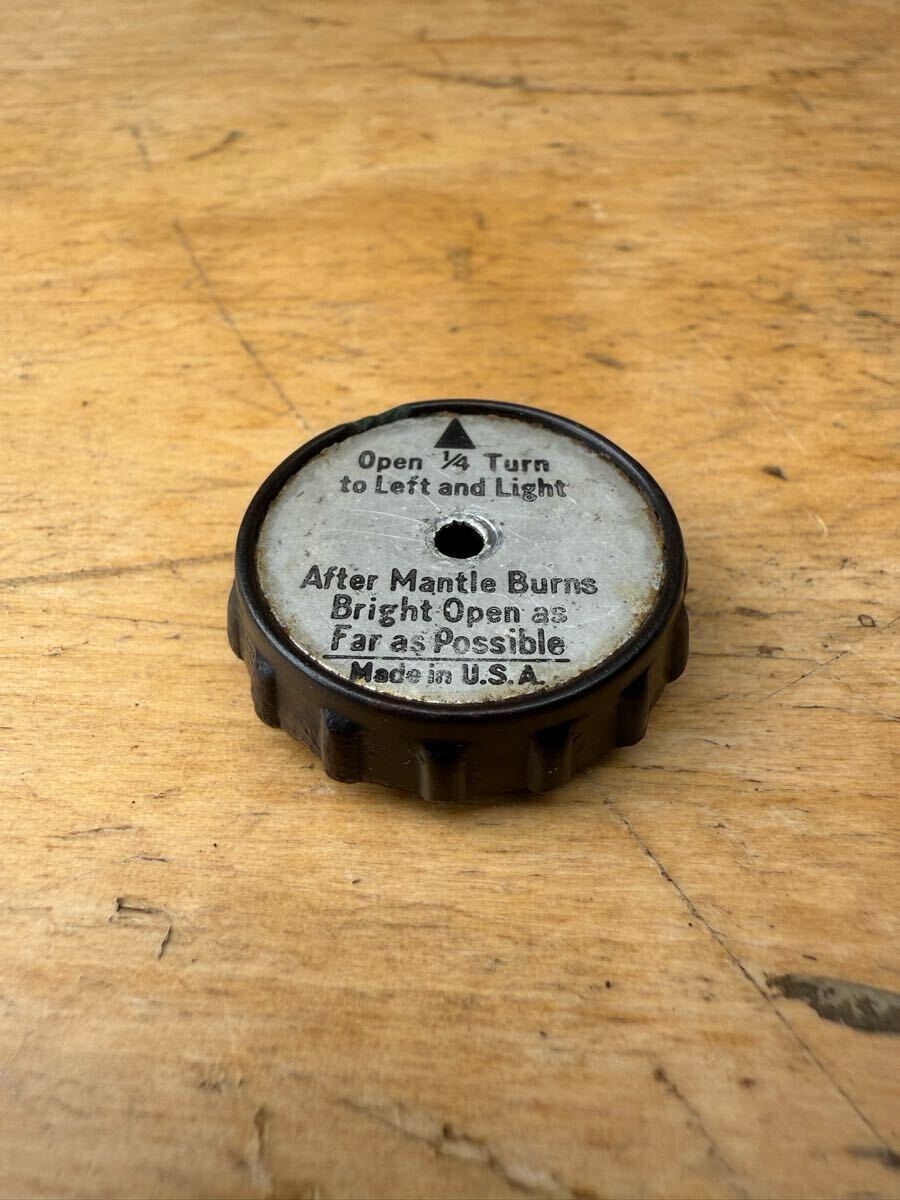 Open 1/4 Turn
to Left and Light
After Mantle Burns
Bright Open as
Far as Possible
Made in U.S.A.